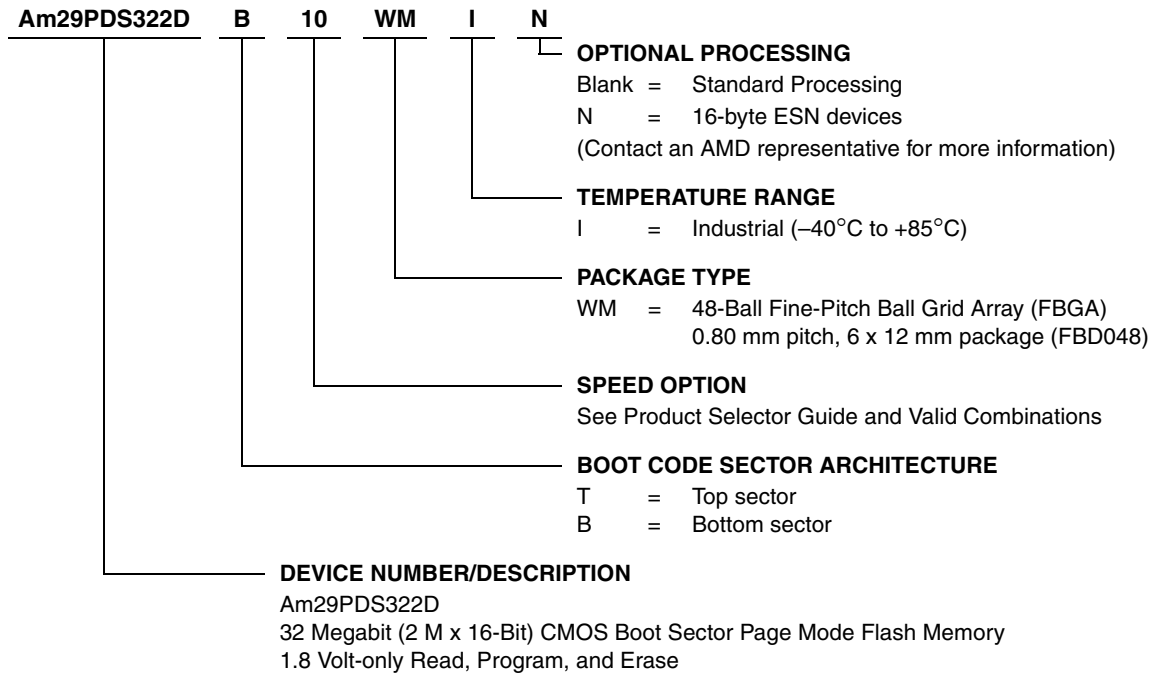 Am29PDS322D B 10 WM I N
OPTIONAL PROCESSING
Blank = Standard Processing
N = 16-byte ESN devices
(Contact an AMD representative for more information)
TEMPERATURE RANGE
I = Industrial (–40°C to +85°C)
PACKAGE TYPE
WM = 48-Ball Fine-Pitch Ball Grid Array (FBGA)
0.80 mm pitch, 6 x 12 mm package (FBD048)
SPEED OPTION
See Product Selector Guide and Valid Combinations
BOOT CODE SECTOR ARCHITECTURE
T = Top sector
B = Bottom sector
DEVICE NUMBER/DESCRIPTION
Am29PDS322D
32 Megabit (2 M x 16-Bit) CMOS Boot Sector Page Mode Flash Memory
1.8 Volt-only Read, Program, and Erase